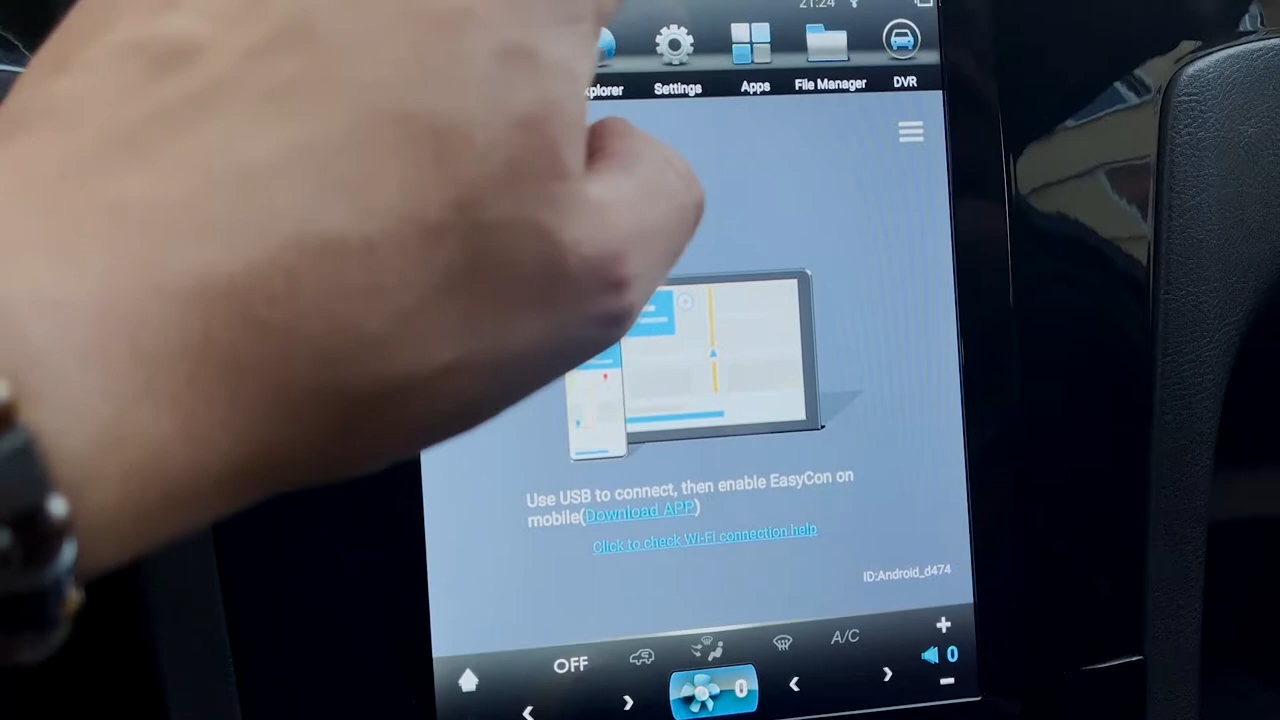 21:24
xplorer Settings Apps File Manager DVR
Use USB to connect, then enable EasyCon on
mobile(Download APP)
Click to check Wi-Fi connection help
ID:Android_d474
OFF A/C +
0 0